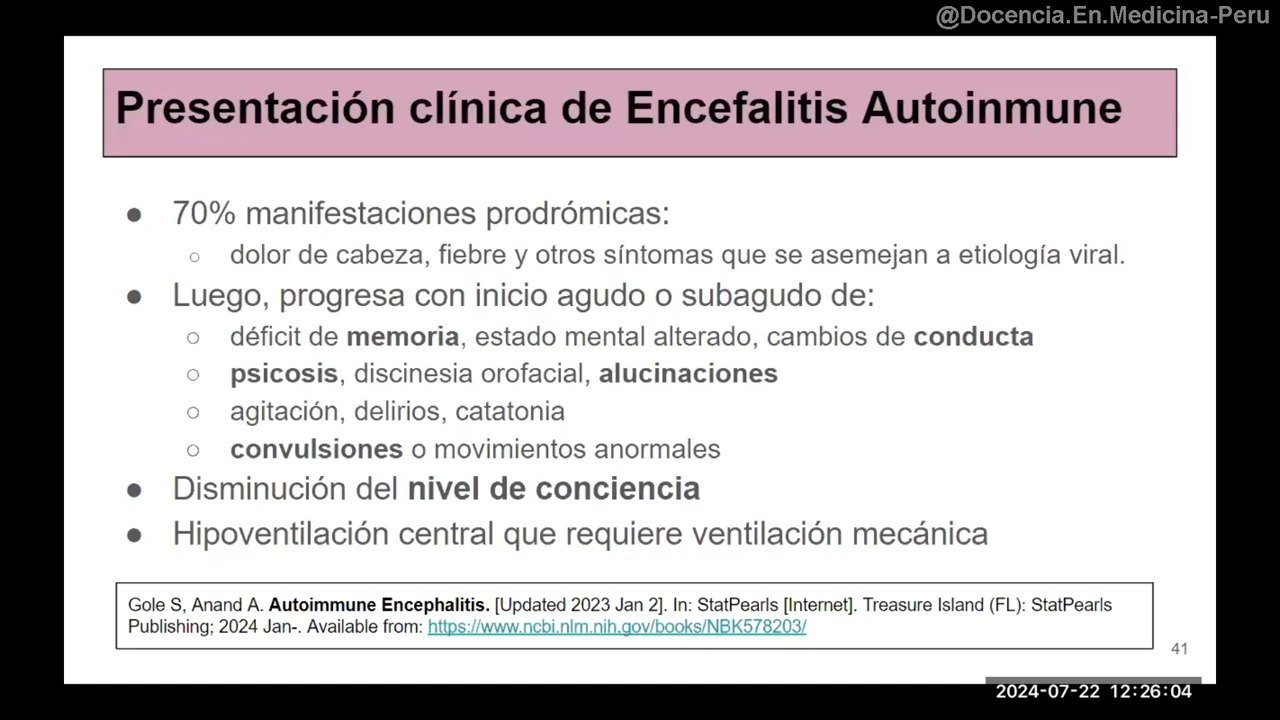 @Docencia.En.Medicina-Peru
Presentación clínica de Encefalitis Autoinmune
● 70% manifestaciones prodrómicas:
○ dolor de cabeza, fiebre y otros síntomas que se asemejan a etiología viral.
● Luego, progresa con inicio agudo o subagudo de:
○ déficit de memoria, estado mental alterado, cambios de conducta
○ psicosis, discinesia orofacial, alucinaciones
○ agitación, delirios, catatonia
○ convulsiones o movimientos anormales
● Disminución del nivel de conciencia
● Hipoventilación central que requiere ventilación mecánica
Gole S, Anand A. Autoimmune Encephalitis. [Updated 2023 Jan 2]. In: StatPearls [Internet]. Treasure Island (FL): StatPearls
Publishing; 2024 Jan-. Available from: https://www.ncbi.nlm.nih.gov/books/NBK578203/
41
2024-07-22 12:26:04